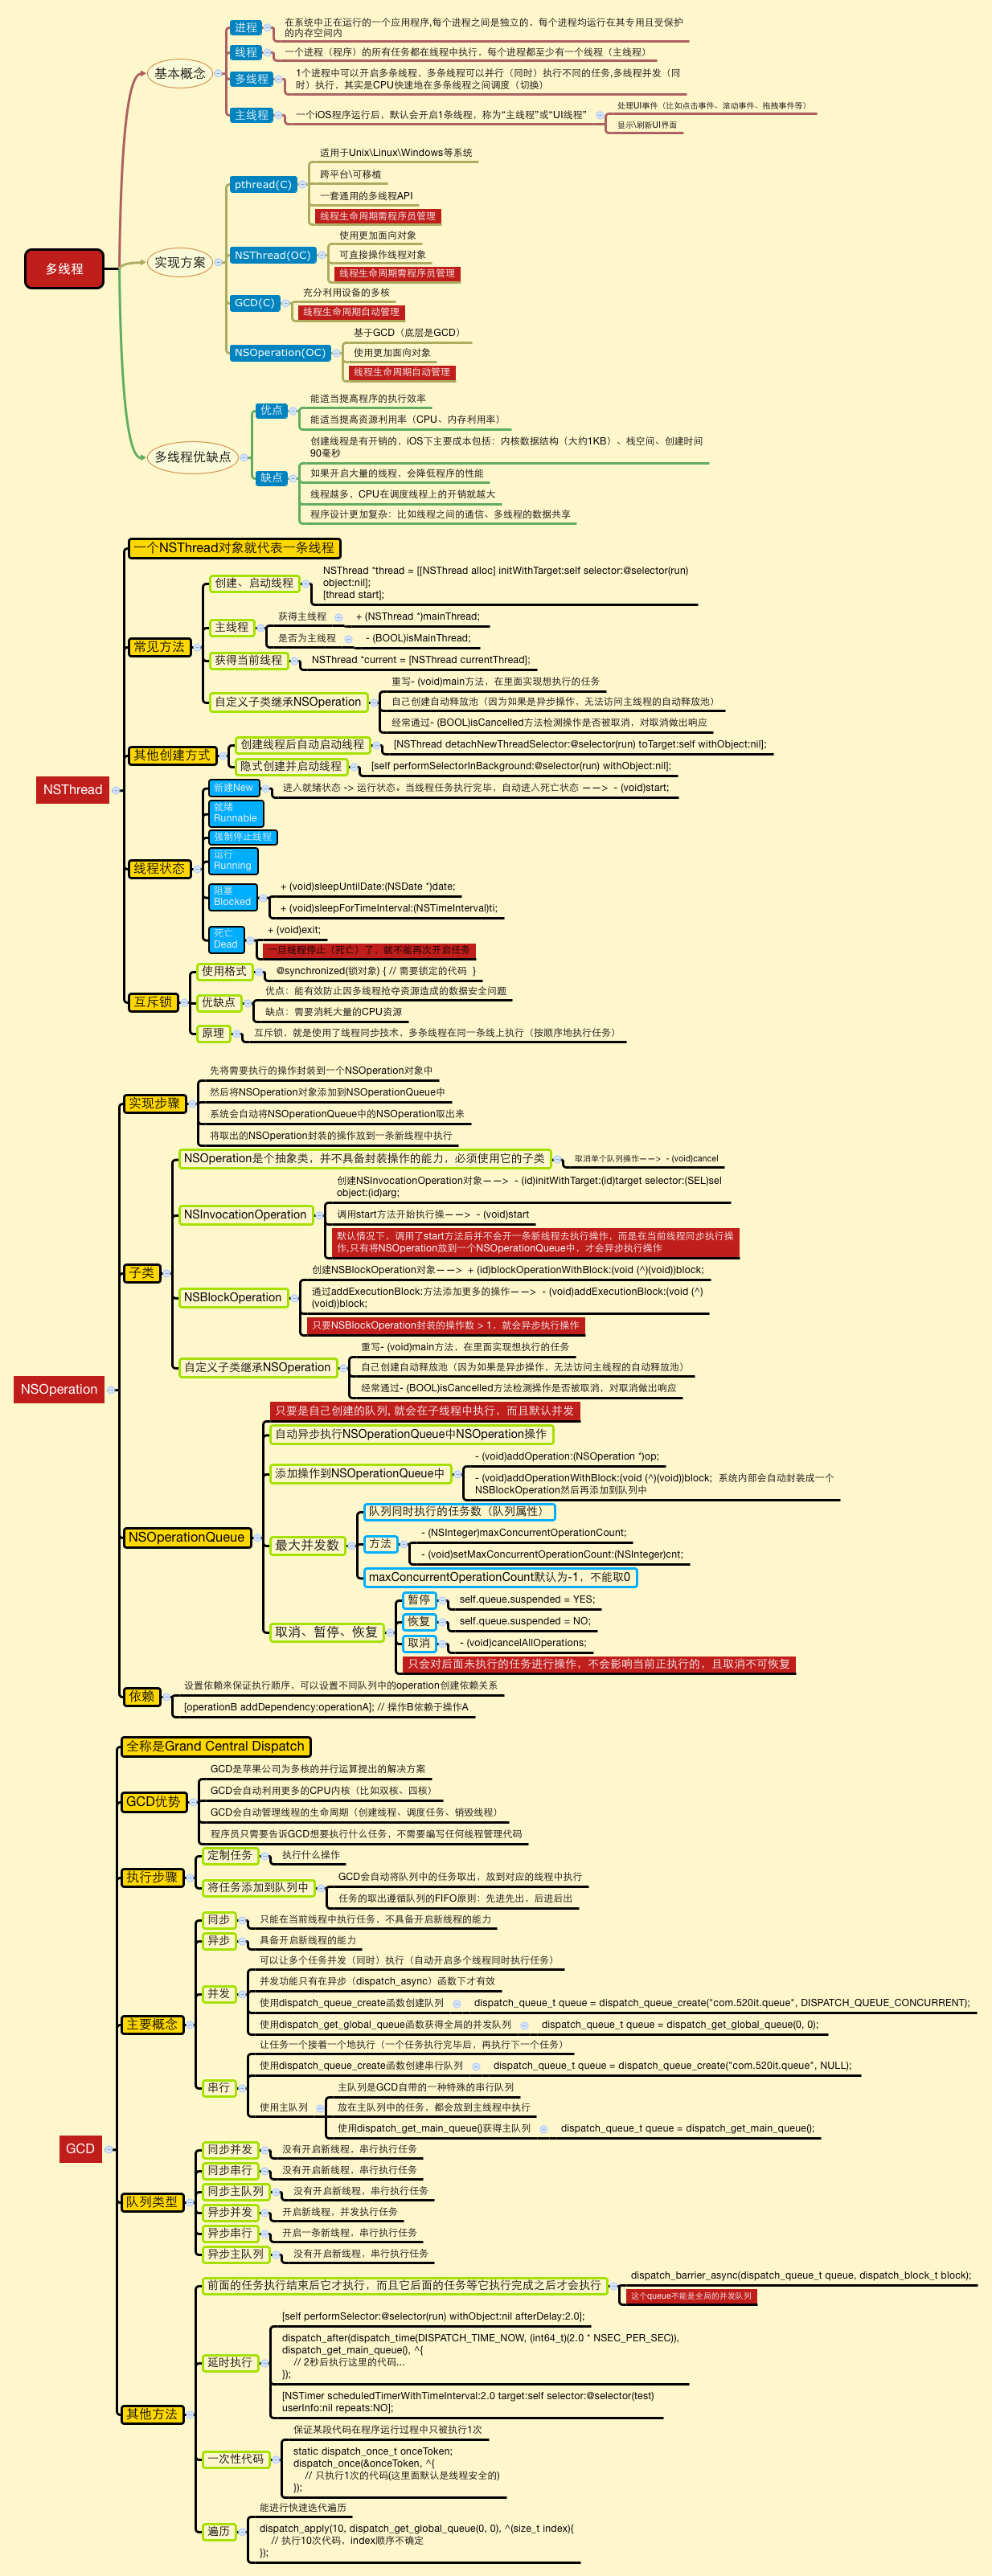 多线程
基本概念
进程
在系统中正在运行的一个应用程序,每个进程之间是独立的，每个进程均运行在其专用且受保护
的内存空间内
线程
一个进程（程序）的所有任务都在线程中执行，每个进程都至少有一个线程（主线程）
多线程
1个进程中可以开启多条线程，多条线程可以并行（同时）执行不同的任务,多线程并发（同
时）执行，其实是CPU快速地在多条线程之间调度（切换）
主线程
一个iOS程序运行后，默认会开启1条线程，称为“主线程”或“UI线程”
处理UI事件（比如点击事件、滚动事件、拖拽事件等）
显示\刷新UI界面
实现方案
pthread(C)
适用于Unix\Linux\Windows等系统
跨平台\可移植
一套通用的多线程API
线程生命周期需程序员管理
NSThread(OC)
使用更加面向对象
可直接操作线程对象
线程生命周期需程序员管理
GCD(C)
充分利用设备的多核
线程生命周期自动管理
NSOperation(OC)
基于GCD（底层是GCD）
使用更加面向对象
线程生命周期自动管理
多线程优缺点
优点
能适当提高程序的执行效率
能适当提高资源利用率（CPU、内存利用率）
缺点
创建线程是有开销的，iOS下主要成本包括：内核数据结构（大约1KB）、栈空间、创建时间
90毫秒
如果开启大量的线程，会降低程序的性能
线程越多，CPU在调度线程上的开销就越大
程序设计更加复杂：比如线程之间的通信、多线程的数据共享
NSThread
一个NSThread对象就代表一条线程
常见方法
创建、启动线程
NSThread *thread = [[NSThread alloc] initWithTarget:self selector:@selector(run)
object:nil];
[thread start];
主线程
获得主线程
+ (NSThread *)mainThread;
是否为主线程
- (BOOL)isMainThread;
获得当前线程
NSThread *current = [NSThread currentThread];
自定义子类继承NSOperation
重写- (void)main方法，在里面实现想执行的任务
自己创建自动释放池（因为如果是异步操作，无法访问主线程的自动释放池）
经常通过- (BOOL)isCancelled方法检测操作是否被取消，对取消做出响应
其他创建方式
创建线程后自动启动线程
[NSThread detachNewThreadSelector:@selector(run) toTarget:self withObject:nil];
隐式创建并启动线程
[self performSelectorInBackground:@selector(run) withObject:nil];
线程状态
新建New
进入就绪状态 -> 运行状态。当线程任务执行完毕，自动进入死亡状态 ——> - (void)start;
就绪
Runnable
强制停止线程
运行
Running
阻塞
Blocked
+ (void)sleepUntilDate:(NSDate *)date;
+ (void)sleepForTimeInterval:(NSTimeInterval)ti;
死亡
Dead
+ (void)exit;
一旦线程停止（死亡）了，就不能再次开启任务
互斥锁
使用格式
@synchronized(锁对象) { // 需要锁定的代码 }
优缺点
优点：能有效防止因多线程抢夺资源造成的数据安全问题
缺点：需要消耗大量的CPU资源
原理
互斥锁，就是使用了线程同步技术，多条线程在同一条线上执行（按顺序地执行任务）
NSOperation
实现步骤
先将需要执行的操作封装到一个NSOperation对象中
然后将NSOperation对象添加到NSOperationQueue中
系统会自动将NSOperationQueue中的NSOperation取出来
将取出的NSOperation封装的操作放到一条新线程中执行
子类
NSOperation是个抽象类，并不具备封装操作的能力，必须使用它的子类
取消单个队列操作——> - (void)cancel
NSInvocationOperation
创建NSInvocationOperation对象——> - (id)initWithTarget:(id)target selector:(SEL)sel
object:(id)arg;
调用start方法开始执行操——> - (void)start
默认情况下，调用了start方法后并不会开一条新线程去执行操作，而是在当前线程同步执行操
作,只有将NSOperation放到一个NSOperationQueue中，才会异步执行操作
NSBlockOperation
创建NSBlockOperation对象——> + (id)blockOperationWithBlock:(void (^)(void))block;
通过addExecutionBlock:方法添加更多的操作——> - (void)addExecutionBlock:(void (^)
(void))block;
只要NSBlockOperation封装的操作数 > 1，就会异步执行操作
自定义子类继承NSOperation
重写- (void)main方法，在里面实现想执行的任务
自己创建自动释放池（因为如果是异步操作，无法访问主线程的自动释放池）
经常通过- (BOOL)isCancelled方法检测操作是否被取消，对取消做出响应
NSOperationQueue
只要是自己创建的队列, 就会在子线程中执行，而且默认并发
自动异步执行NSOperationQueue中NSOperation操作
添加操作到NSOperationQueue中
- (void)addOperation:(NSOperation *)op;
- (void)addOperationWithBlock:(void (^)(void))block; 系统内部会自动封装成一个
NSBlockOperation然后再添加到队列中
最大并发数
队列同时执行的任务数（队列属性）
方法
- (NSInteger)maxConcurrentOperationCount;
- (void)setMaxConcurrentOperationCount:(NSInteger)cnt;
maxConcurrentOperationCount默认为-1，不能取0
取消、暂停、恢复
暂停
self.queue.suspended = YES;
恢复
self.queue.suspended = NO;
取消
- (void)cancelAllOperations;
只会对后面未执行的任务进行操作，不会影响当前正执行的，且取消不可恢复
依赖
设置依赖来保证执行顺序，可以设置不同队列中的operation创建依赖关系
[operationB addDependency:operationA]; // 操作B依赖于操作A
GCD
全称是Grand Central Dispatch
GCD优势
GCD是苹果公司为多核的并行运算提出的解决方案
GCD会自动利用更多的CPU内核（比如双核、四核）
GCD会自动管理线程的生命周期（创建线程、调度任务、销毁线程）
程序员只需要告诉GCD想要执行什么任务，不需要编写任何线程管理代码
执行步骤
定制任务
执行什么操作
将任务添加到队列中
GCD会自动将队列中的任务取出，放到对应的线程中执行
任务的取出遵循队列的FIFO原则：先进先出，后进后出
主要概念
同步
只能在当前线程中执行任务，不具备开启新线程的能力
异步
具备开启新线程的能力
并发
可以让多个任务并发（同时）执行（自动开启多个线程同时执行任务）
并发功能只有在异步（dispatch_async）函数下才有效
使用dispatch_queue_create函数创建队列
dispatch_queue_t queue = dispatch_queue_create("com.520it.queue", DISPATCH_QUEUE_CONCURRENT);
使用dispatch_get_global_queue函数获得全局的并发队列
dispatch_queue_t queue = dispatch_get_global_queue(0, 0);
串行
让任务一个接着一个地执行（一个任务执行完毕后，再执行下一个任务）
使用dispatch_queue_create函数创建串行队列
dispatch_queue_t queue = dispatch_queue_create("com.520it.queue", NULL);
使用主队列
主队列是GCD自带的一种特殊的串行队列
放在主队列中的任务，都会放到主线程中执行
使用dispatch_get_main_queue()获得主队列
dispatch_queue_t queue = dispatch_get_main_queue();
队列类型
同步并发
没有开启新线程，串行执行任务
同步串行
没有开启新线程，串行执行任务
同步主队列
没有开启新线程，串行执行任务
异步并发
开启新线程，并发执行任务
异步串行
开启一条新线程，串行执行任务
异步主队列
没有开启新线程，串行执行任务
其他方法
前面的任务执行结束后它才执行，而且它后面的任务等它执行完成之后才会执行
dispatch_barrier_async(dispatch_queue_t queue, dispatch_block_t block);
这个queue不能是全局的并发队列
延时执行
[self performSelector:@selector(run) withObject:nil afterDelay:2.0];
dispatch_after(dispatch_time(DISPATCH_TIME_NOW, (int64_t)(2.0 * NSEC_PER_SEC)),
dispatch_get_main_queue(), ^{
// 2秒后执行这里的代码...
});
[NSTimer scheduledTimerWithTimeInterval:2.0 target:self selector:@selector(test)
userInfo:nil repeats:NO];
一次性代码
保证某段代码在程序运行过程中只被执行1次
static dispatch_once_t onceToken;
dispatch_once(&onceToken, ^{
// 只执行1次的代码(这里面默认是线程安全的)
});
遍历
能进行快速迭代遍历
dispatch_apply(10, dispatch_get_global_queue(0, 0), ^(size_t index){
// 执行10次代码，index顺序不确定
});